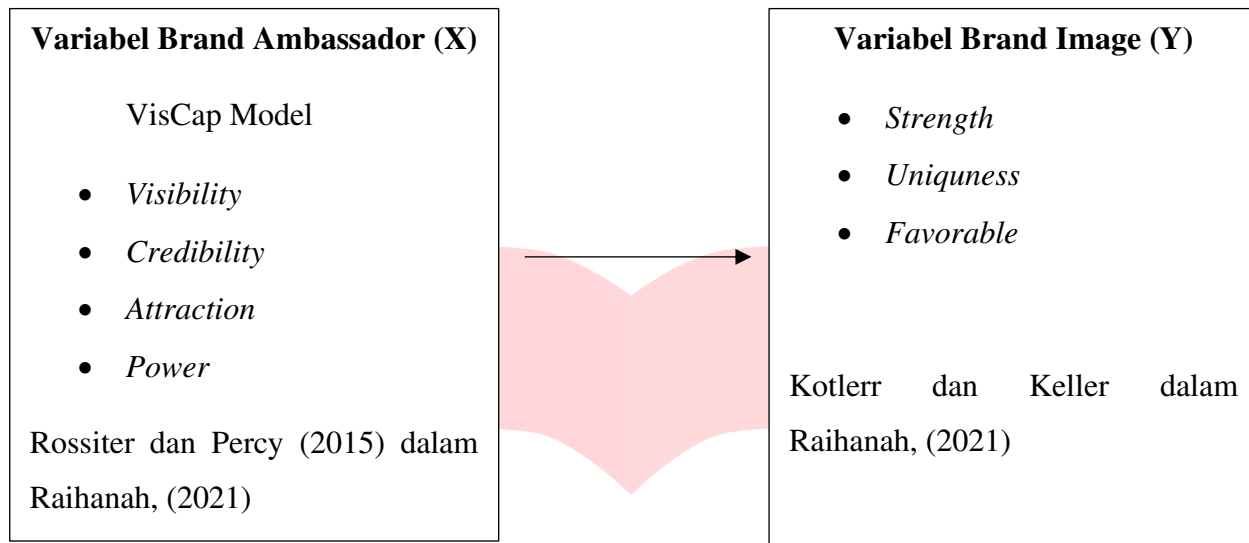 Variabel Brand Ambassador (X)
VisCap Model
• Visibility
• Credibility
• Attraction
• Power
Rossiter dan Percy (2015) dalam
Raihanah, (2021)
Variabel Brand Image (Y)
• Strength
• Uniquness
• Favorable
Kotlerr dan Keller dalam
Raihanah, (2021)